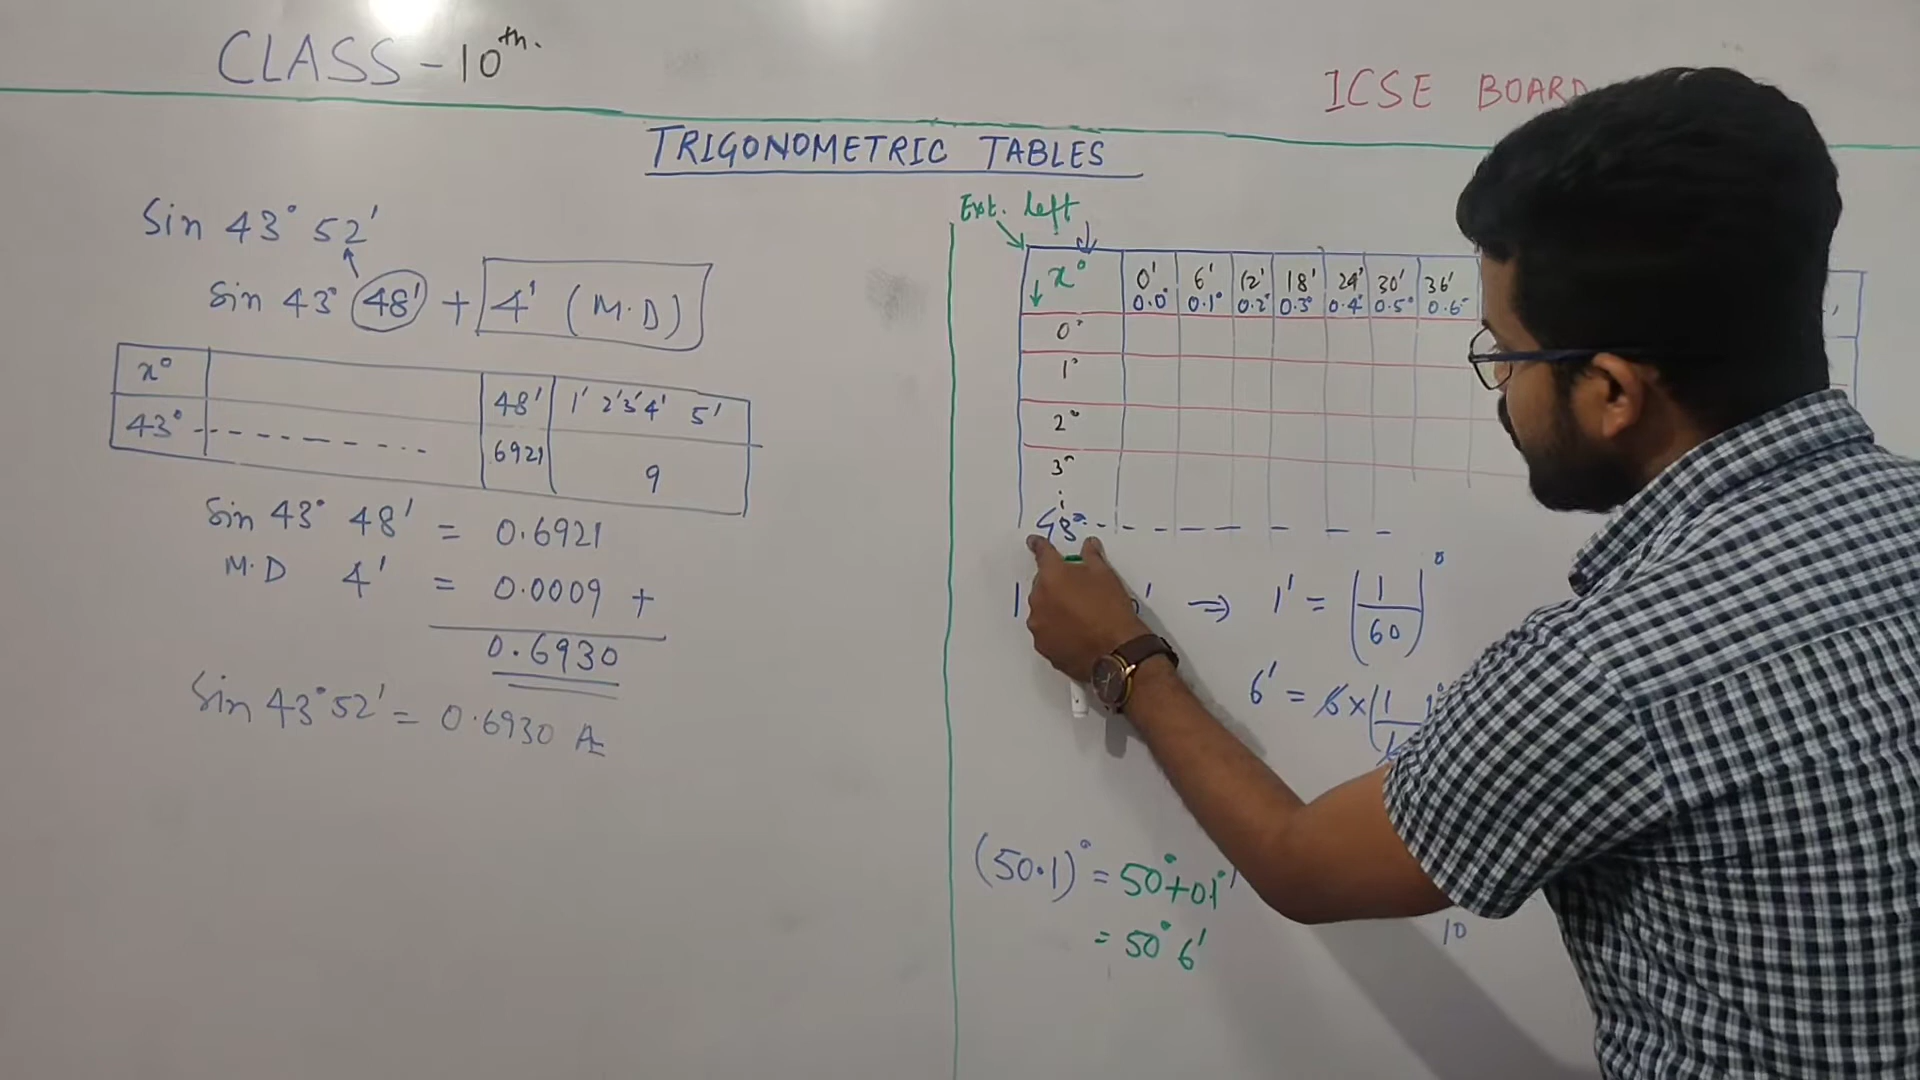 CLASS - 10th.
ICSE BOARD
TRIGONOMETRIC TABLES
Sin 43° 52'
Sin 43° 48' + 4' (M.D)
x° 48' 1' 2' 3' 4' 5'
43° - - - - - - - - - - 6921 9
Sin 43° 48' = 0.6921
M.D 4' = 0.0009 +
0.6930
Sin 43° 52' = 0.6930
Ext. left
x° 0' 6' 12' 18' 24' 30' 36'
0.0° 0.1° 0.2° 0.3° 0.4° 0.5° 0.6°
0°
1°
2°
3°
⇒ 1' = (1/60)°
6' = 6 × (1
(50.1)° = 50° + 0.1°
= 50° 6'
10